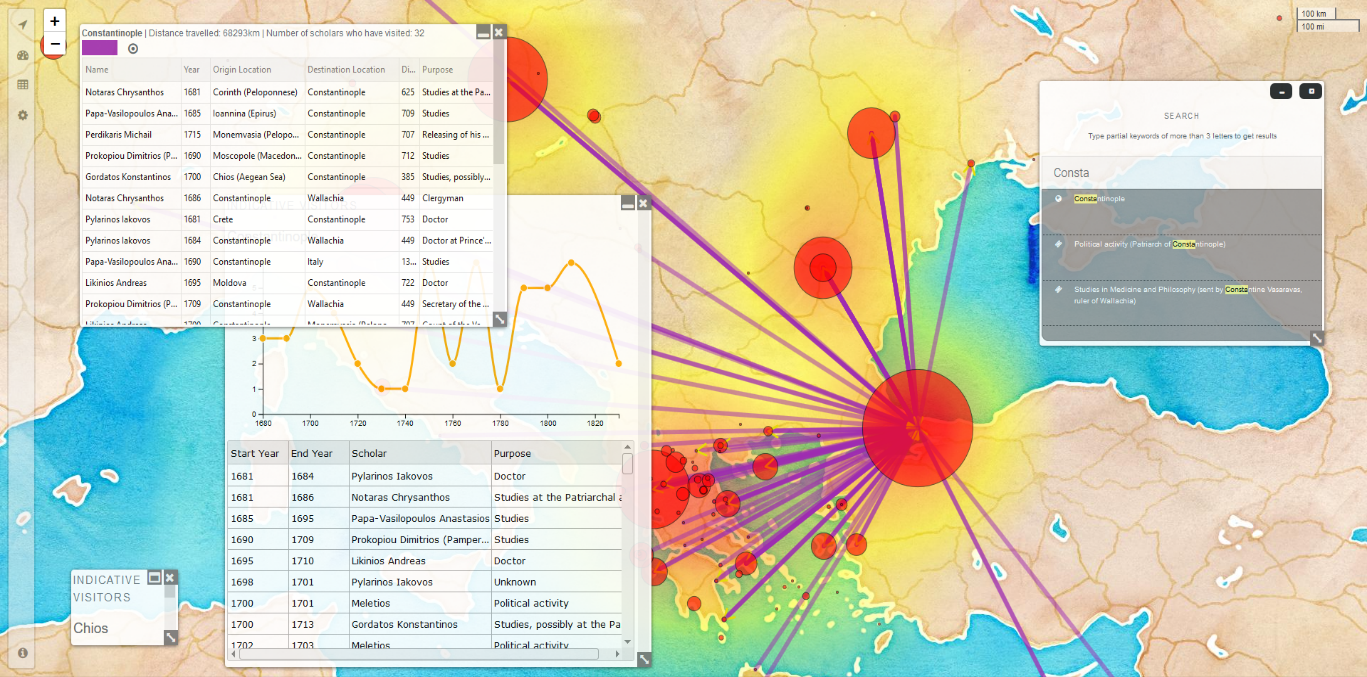 +
−
Constantinople | Distance travelled: 68293km | Number of scholars who have visited: 32
Name Year Origin Location Destination Location Di... Purpose
Notaras Chrysanthos 1681 Corinth (Peloponnese) Constantinople 625 Studies at the Pa...
Papa-Vasilopoulos Ana... 1685 Ioannina (Epirus) Constantinople 709 Studies
Perdikaris Michail 1715 Monemvasia (Pelopo... Constantinople 707 Releasing of his ...
Prokopiou Dimitrios (P... 1690 Moscopole (Macedon... Constantinople 712 Studies
Gordatos Konstantinos 1700 Chios (Aegean Sea) Constantinople 385 Studies, possibly...
Notaras Chrysanthos 1686 Constantinople Wallachia 449 Clergyman
Pylarinos Iakovos 1681 Crete Constantinople 753 Doctor
Pylarinos Iakovos 1684 Constantinople Wallachia 449 Doctor at Prince'...
Papa-Vasilopoulos Ana... 1690 Constantinople Italy 13... Studies
Likinios Andreas 1695 Moldova Constantinople 722 Doctor
Prokopiou Dimitrios (P... 1709 Constantinople Wallachia 449 Secretary of the ...
Likinios Andreas 1709 Constantinople
3
2
1
0
1680 1700 1720 1740 1760 1780 1800 1820
Start Year End Year Scholar Purpose
1681 1684 Pylarinos Iakovos Doctor
1681 1686 Notaras Chrysanthos Studies at the Patriarchal a
1685 1695 Papa-Vasilopoulos Anastasios Studies
1690 1709 Prokopiou Dimitrios (Pamper... Studies
1695 1710 Likinios Andreas Doctor
1698 1701 Pylarinos Iakovos Unknown
1700 1701 Meletios Political activity
1700 1713 Gordatos Konstantinos Studies, possibly at the Pa
1702 1703 Meletios Political activity
INDICATIVE
VISITORS
Chios
100 km
100 mi
SEARCH
Type partial keywords of more than 3 letters to get results
Consta
Constantinople
Political activity (Patriarch of Constantinople)
Studies in Medicine and Philosophy (sent by Constantine Vasaravas,
ruler of Wallachia)